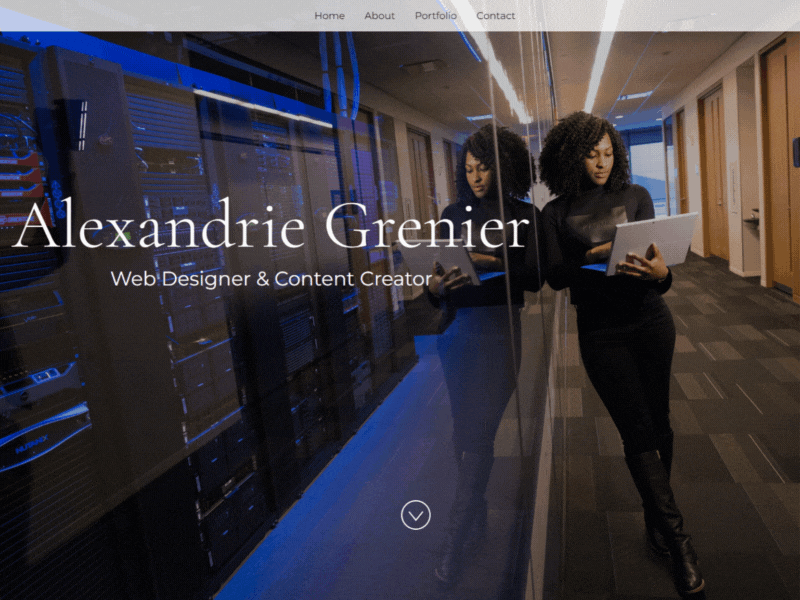 Home About Portfolio Contact
Alexandrie Grenier
Web Designer & Content Creator